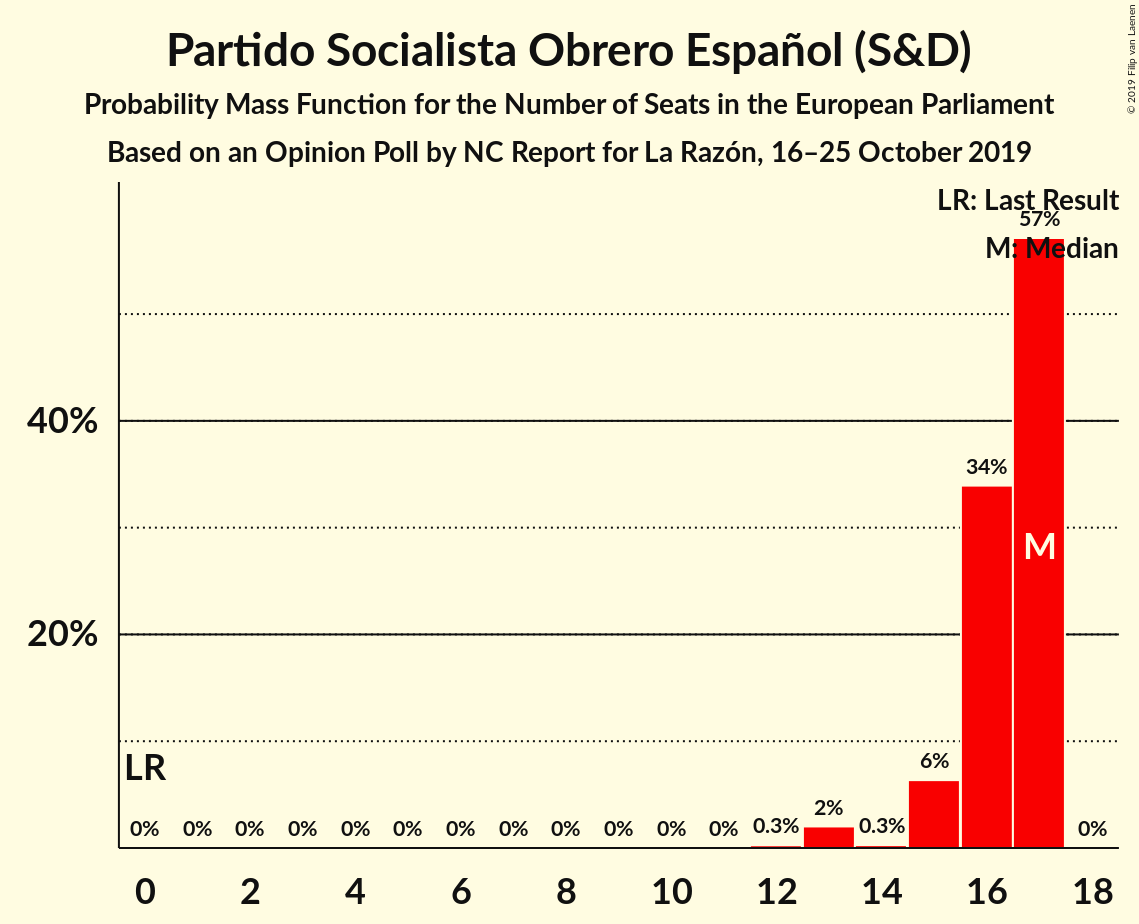 Partido Socialista Obrero Español (S&D)
Probability Mass Function for the Number of Seats in the European Parliament
Based on an Opinion Poll by NC Report for La Razón, 16–25 October 2019
© 2019 Filip van Laenen
LR: Last Result
57%
M: Median
40%
34%
M
20%
LR
6%
0% 0% 0% 0% 0% 0% 0% 0% 0% 0% 0% 0% 0.3% 2% 0.3% 0%
0 2 4 6 8 10 12 14 16 18